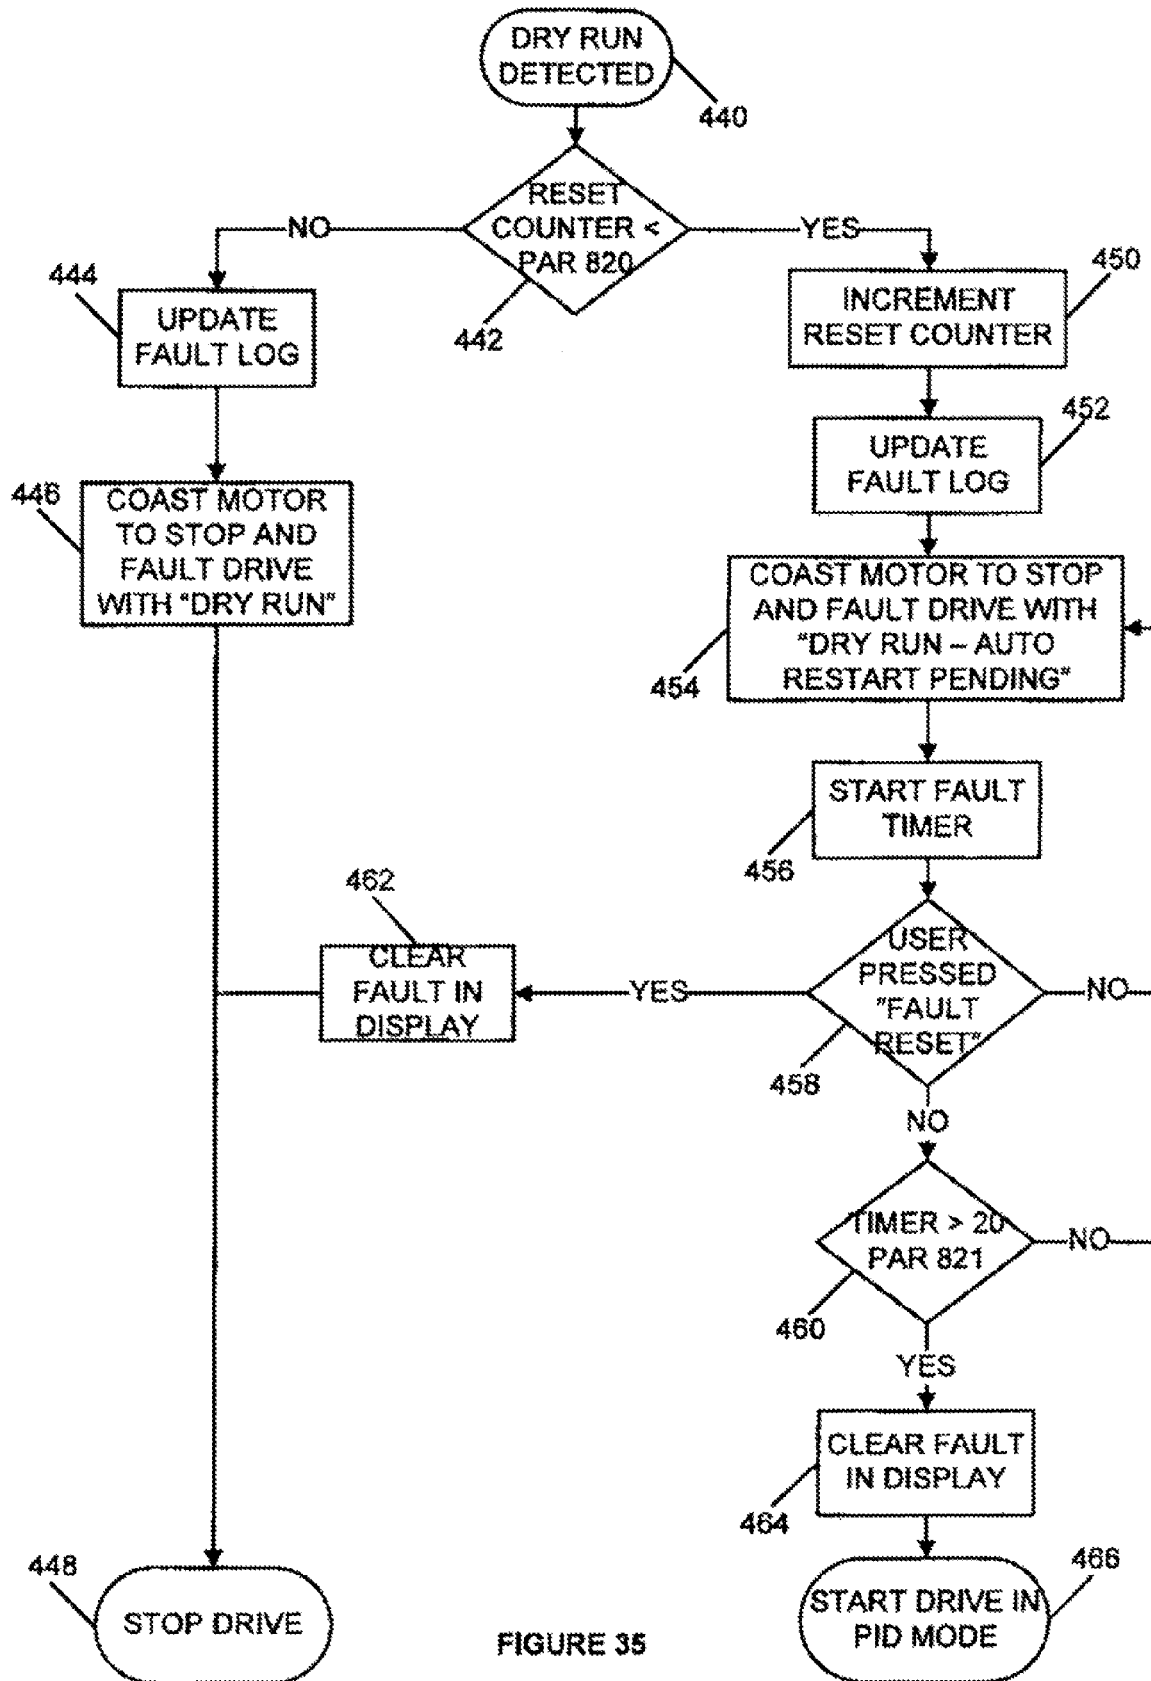 DRY RUN
DETECTED
440
RESET
COUNTER <
PAR 820
442
NO
YES
444
UPDATE
FAULT LOG
450
INCREMENT
RESET COUNTER
452
UPDATE
FAULT LOG
446
COAST MOTOR
TO STOP AND
FAULT DRIVE
WITH "DRY RUN"
COAST MOTOR TO STOP
AND FAULT DRIVE WITH
"DRY RUN – AUTO
RESTART PENDING"
454
START FAULT
TIMER
456
462
CLEAR
FAULT IN
DISPLAY
YES
USER
PRESSED
"FAULT
RESET"
NO
458
NO
TIMER > 20
PAR 821
NO
460
YES
CLEAR FAULT
IN DISPLAY
464
448
STOP DRIVE
466
START DRIVE IN
PID MODE
FIGURE 35